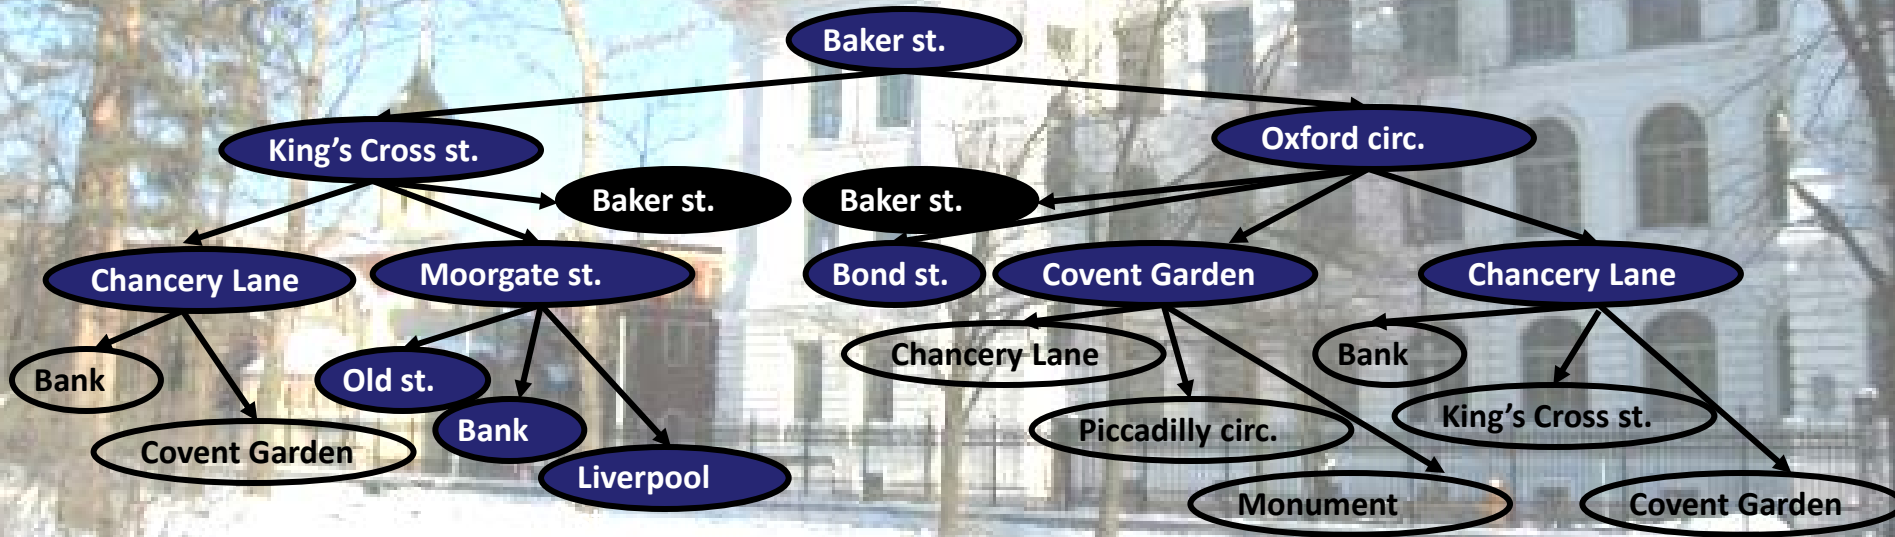 Baker st.
King's Cross st.
Oxford circ.
Baker st.
Baker st.
Chancery Lane
Moorgate st.
Bond st.
Covent Garden
Chancery Lane
Bank
Old st.
Chancery Lane
Bank
Bank
Piccadilly circ.
King's Cross st.
Covent Garden
Liverpool
Monument
Covent Garden